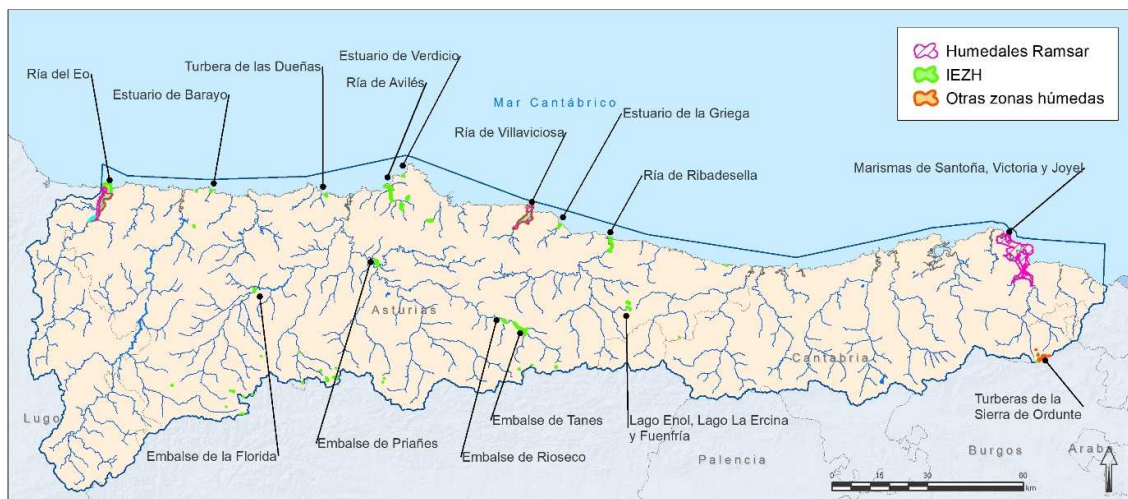 Estuario de Verdicio
Turbera de las Dueñas
Ría del Eo
Ría de Avilés
Estuario de Barayo
Mar Cantábrico
Estuario de la Griega
Ría de Villaviciosa
Marismas de Santoña, Victoria y Joyel
Ría de Ribadesella
Humedales Ramsar
IEZH
Otras zonas húmedas
Asturias
Cantabria
Lugo
Embalse de la Florida
Embalse de Priañes
Embalse de Tanes
Embalse de Rioseco
Lago Enol, Lago La Ercina
y Fuenfría
Turberas de la
Sierra de Ordunte
Palencia
Burgos
Araba
0 15 30 60
km